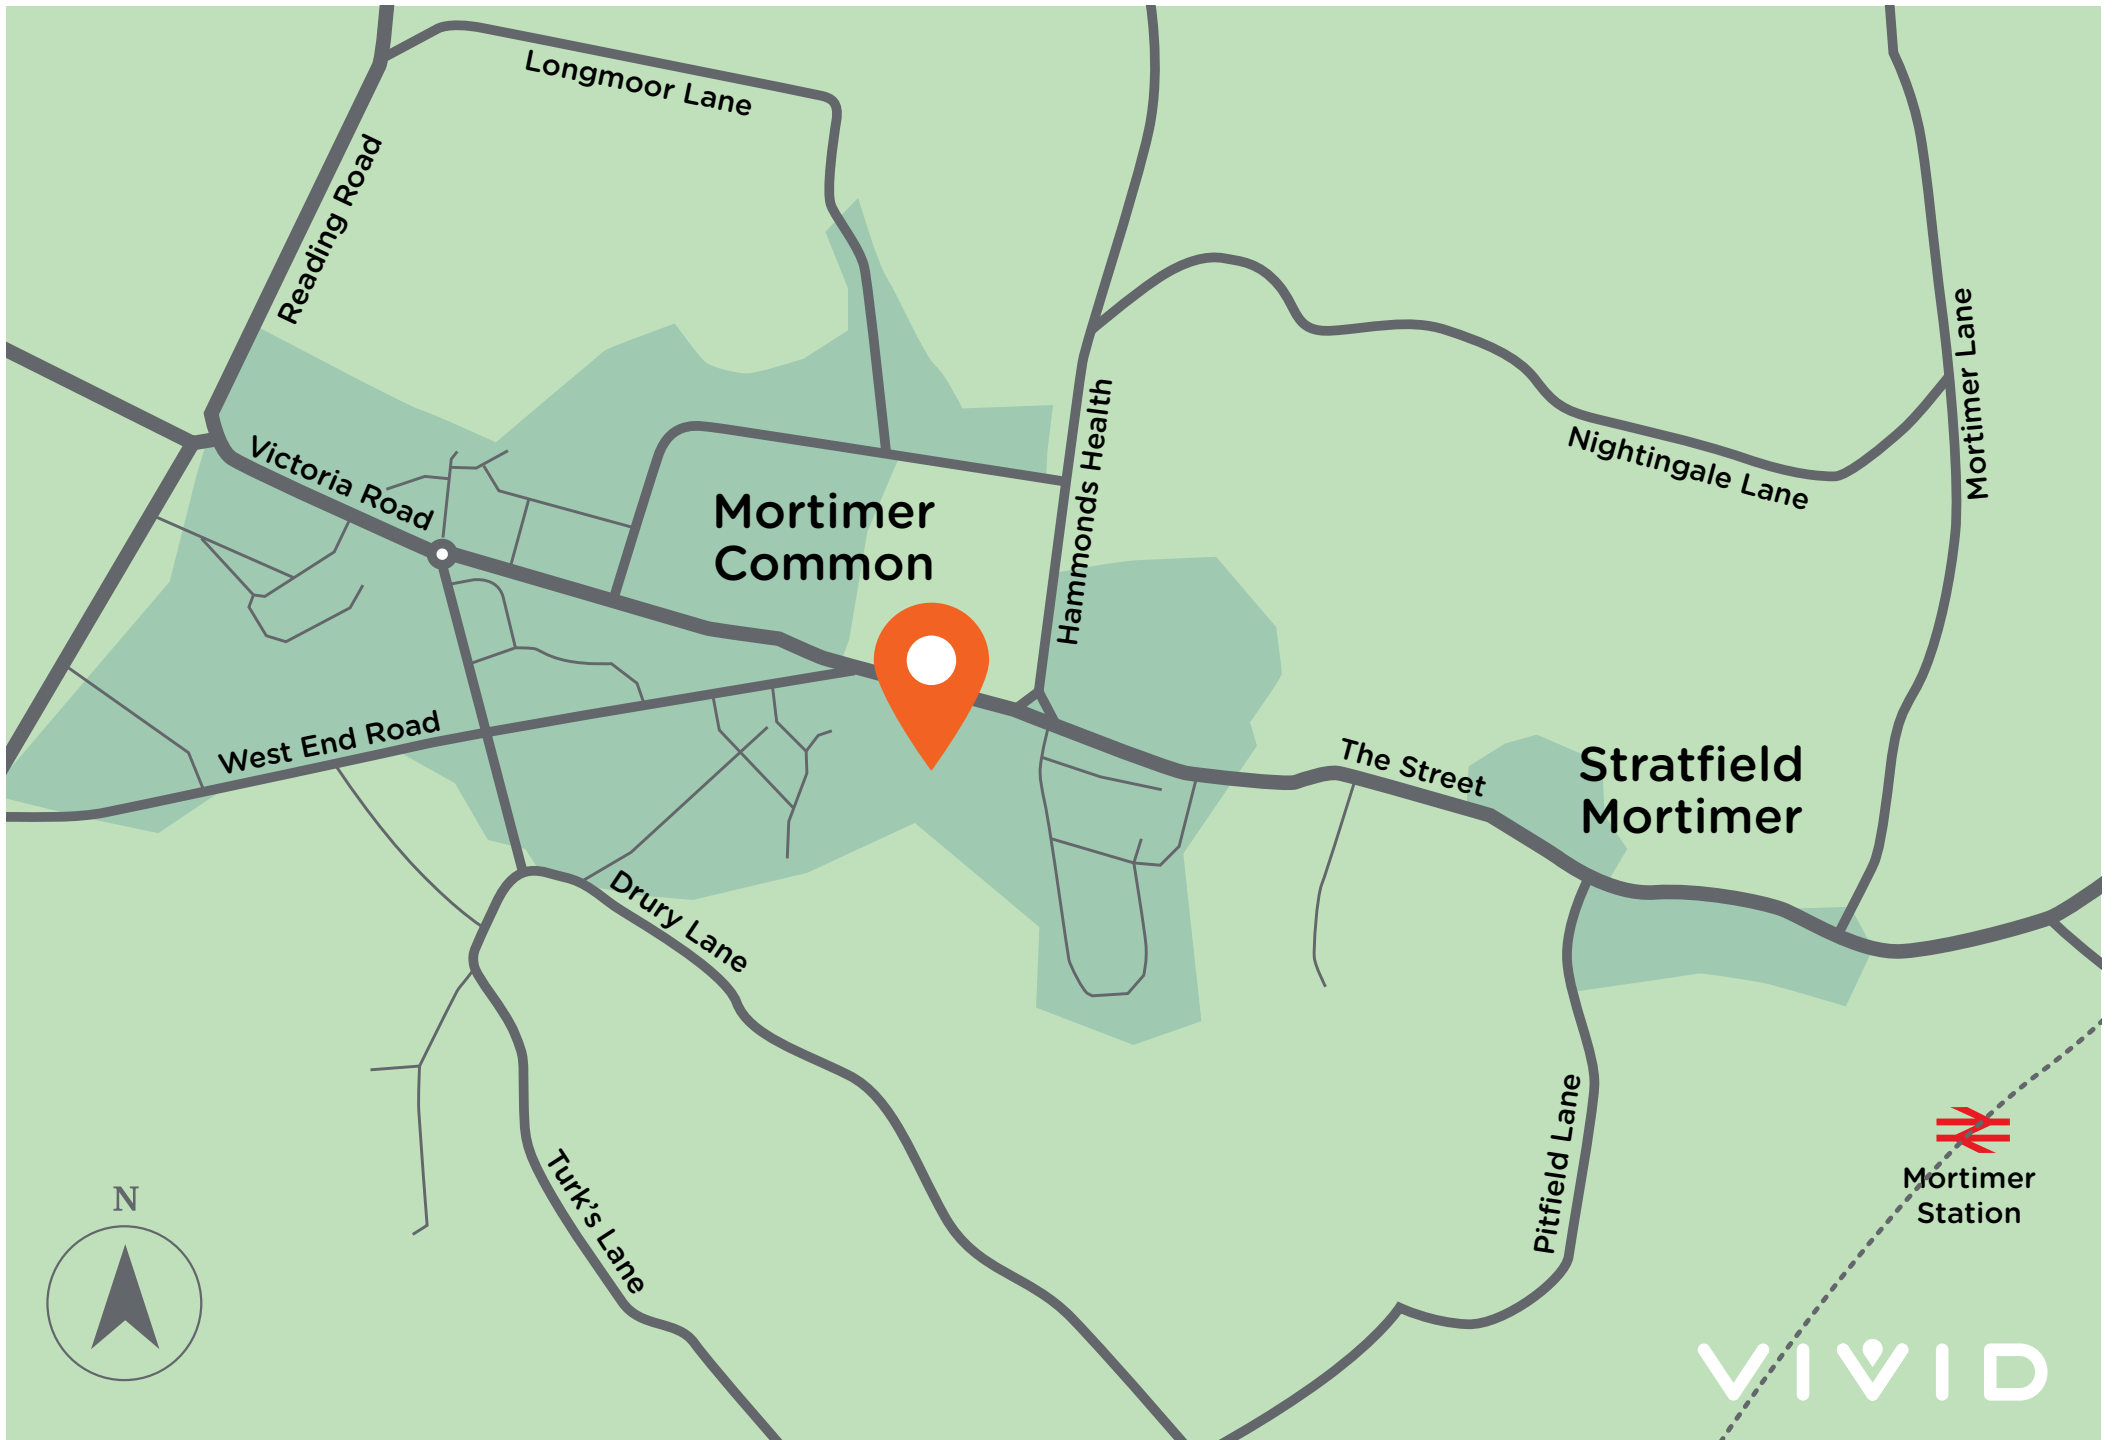 Longmoor Lane
Reading Road
Victoria Road
Mortimer
Common
Hammonds Health
Nightingale Lane
Mortimer Lane
West End Road
The Street
Stratfield
Mortimer
Drury Lane
Turk's Lane
Pitfield Lane
Mortimer
Station
N
VIVID